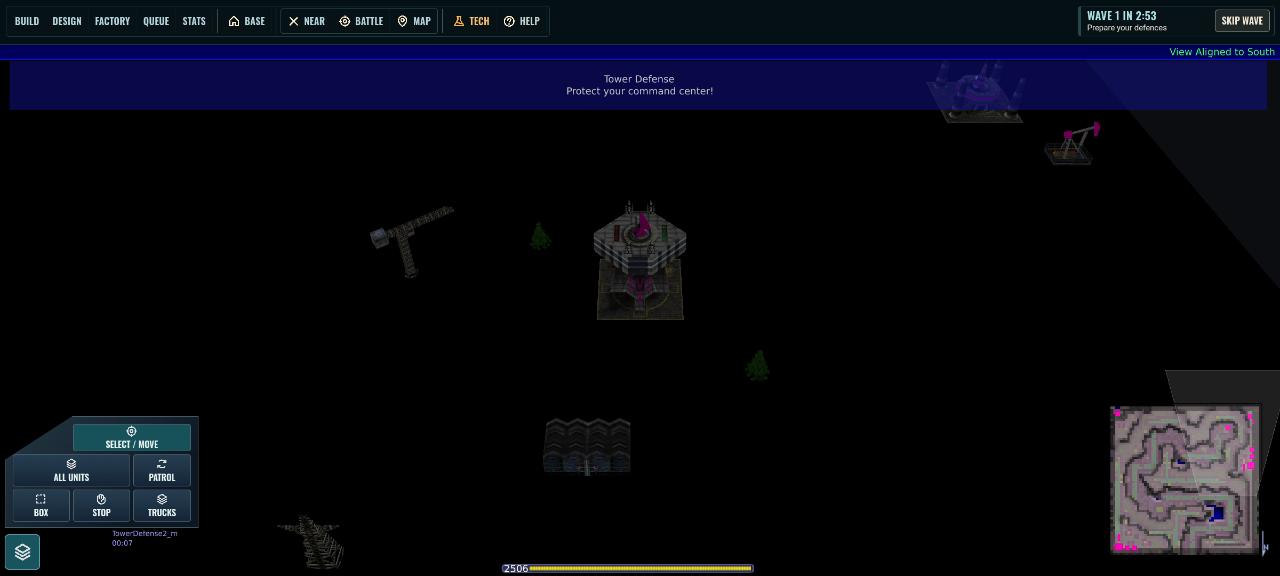 BUILD DESIGN FACTORY QUEUE STATS BASE NEAR BATTLE MAP TECH HELP
WAVE 1 IN 2:53
Prepare your defences
SKIP WAVE
View Aligned to South
Tower Defense
Protect your command center!
SELECT / MOVE
ALL UNITS PATROL
BOX STOP TRUCKS
TowerDefense2_m
00:07
2506
N